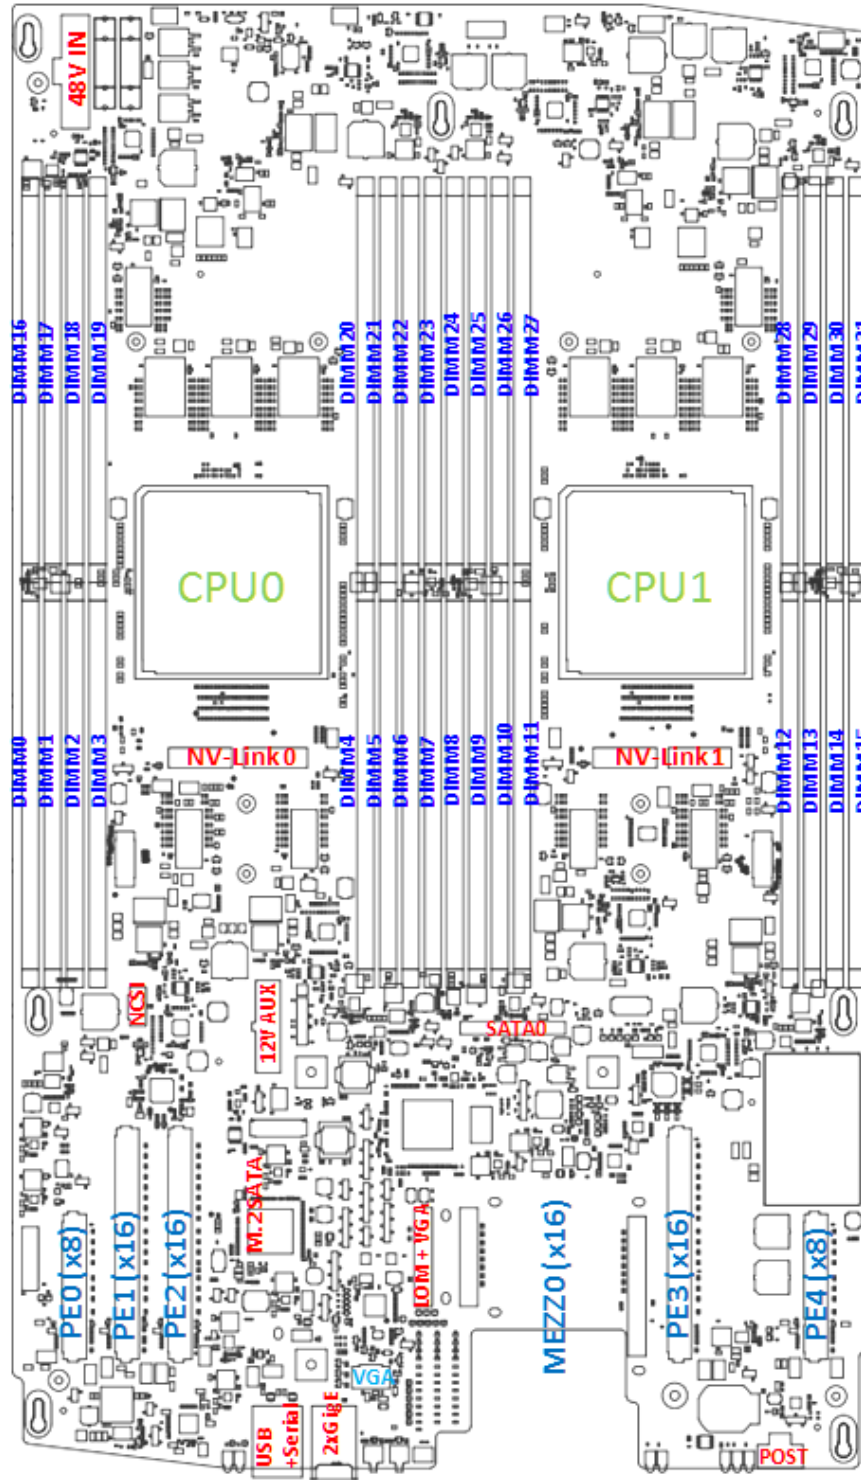 48V IN
DIMM16
DIMM17
DIMM18
DIMM19
DIMM20
DIMM21
DIMM22
DIMM23
DIMM24
DIMM25
DIMM26
DIMM27
DIMM28
DIMM29
DIMM30
CPU0
CPU1
DIMM0
DIMM1
DIMM2
DIMM3
DIMM4
DIMM5
DIMM6
DIMM7
DIMM8
DIMM9
DIMM10
DIMM11
DIMM12
DIMM13
DIMM14
NV-Link0
NV-Link1
NCSI
12V AUX
SATA0
M.2SATA
LOM + VGA
PE0 (x8)
PE1 (x16)
PE2 (x16)
MEZZ0 (x16)
PE3 (x16)
PE4 (x8)
VGA
USB
+Serial
2xGigE
POST